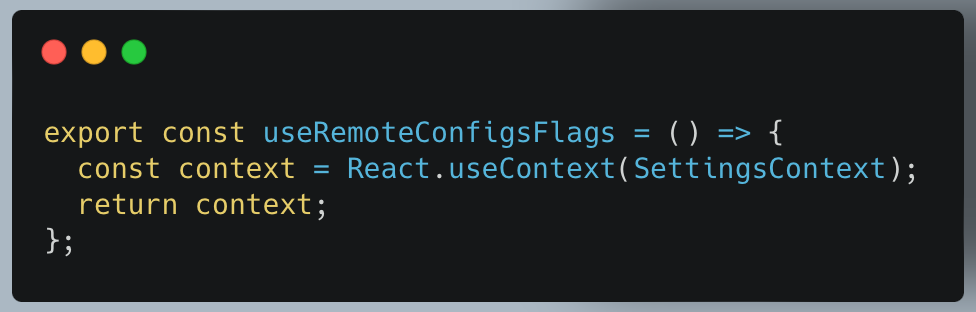 export const useRemoteConfigsFlags = () => {
  const context = React.useContext(SettingsContext);
  return context;
};